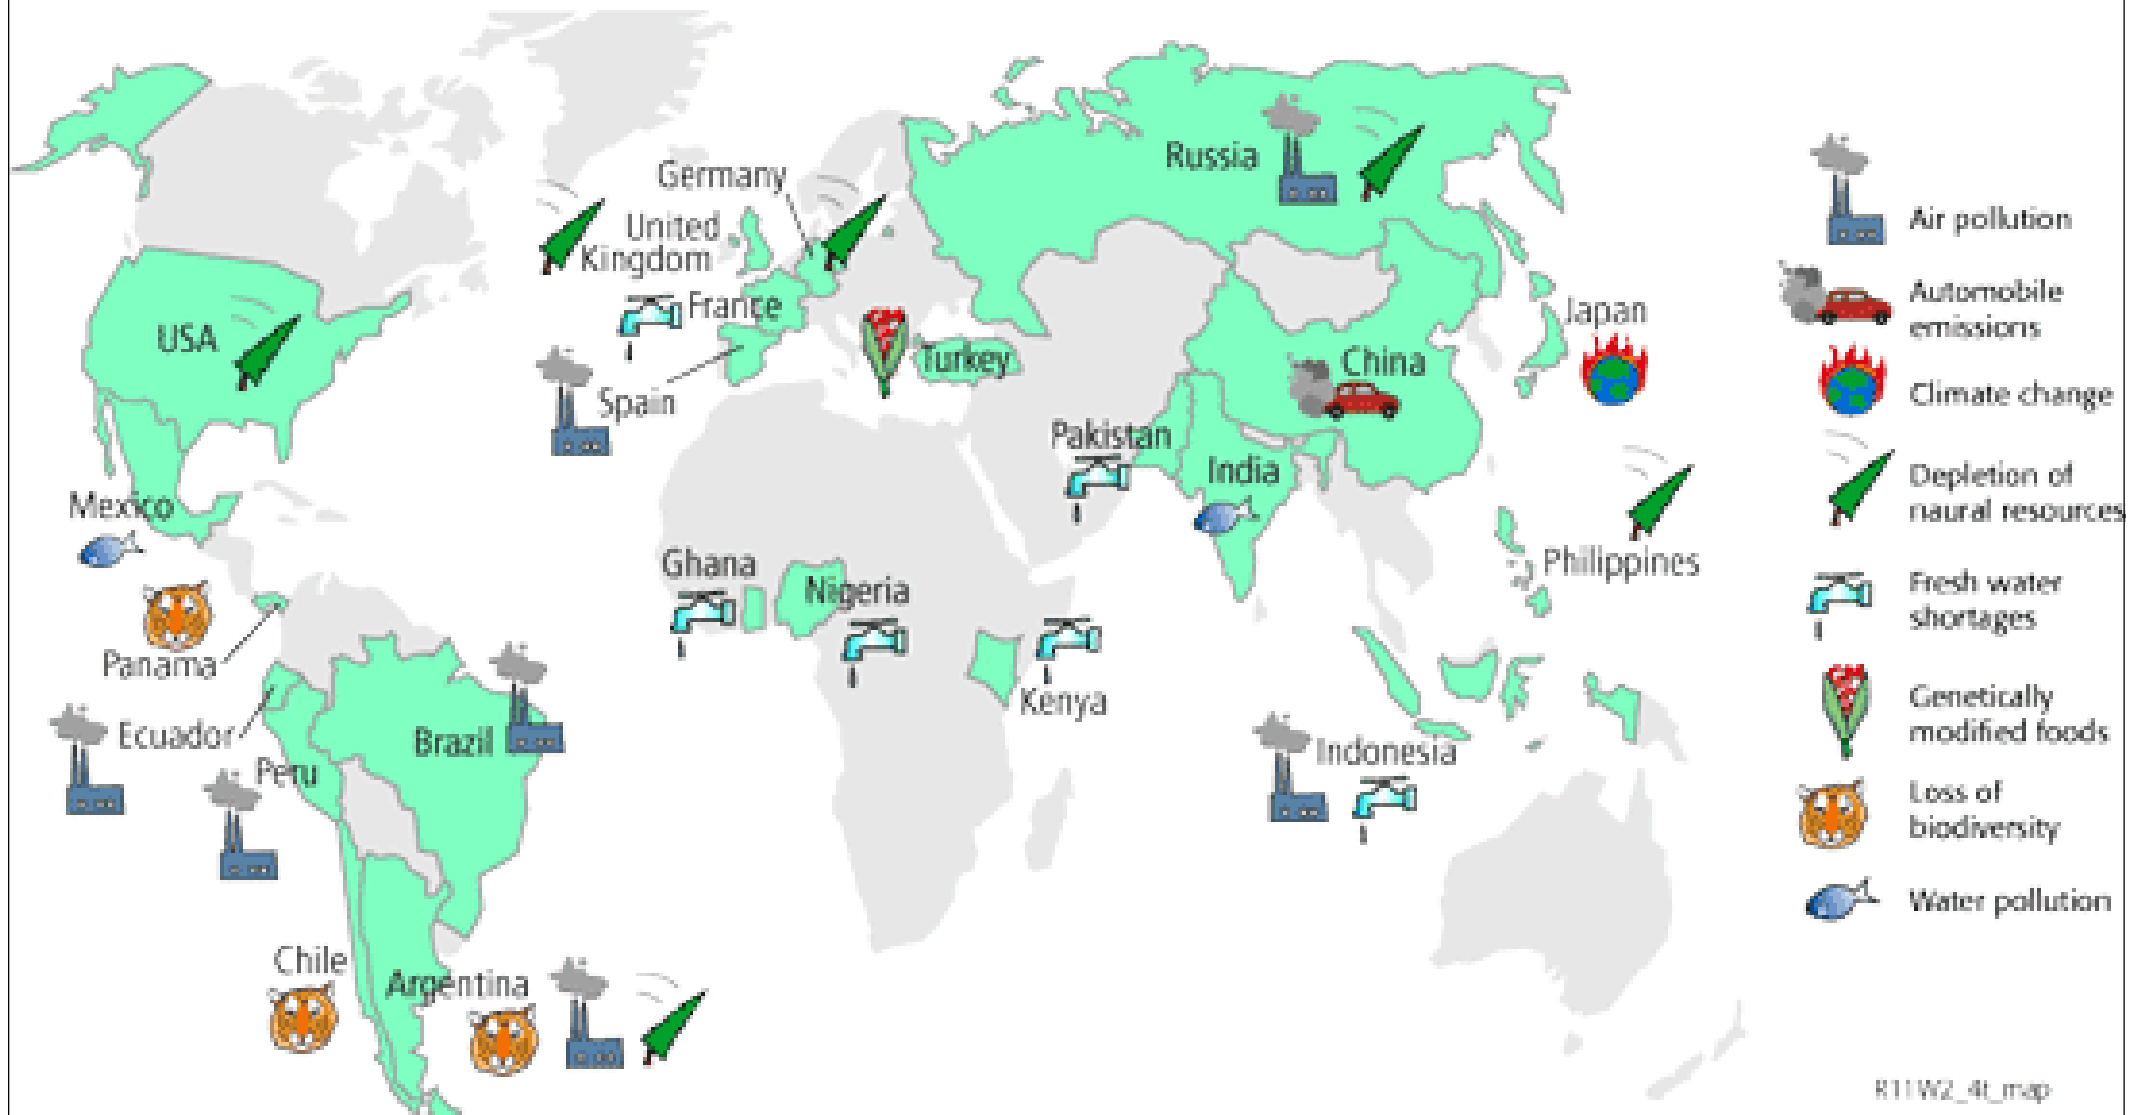 Germany
United
Kingdom
France
Spain
Russia
USA
Turkey
Japan
China
Pakistan
India
Mexico
Ghana
Nigeria
Philippines
Panama
Kenya
Ecuador
Brazil
Peru
Indonesia
Chile
Argentina
Air pollution
Automobile
emissions
Climate change
Depletion of
naural resources
Fresh water
shortages
GM
Genetically
modified foods
Loss of
biodiversity
Water pollution
R11W2_4t_map